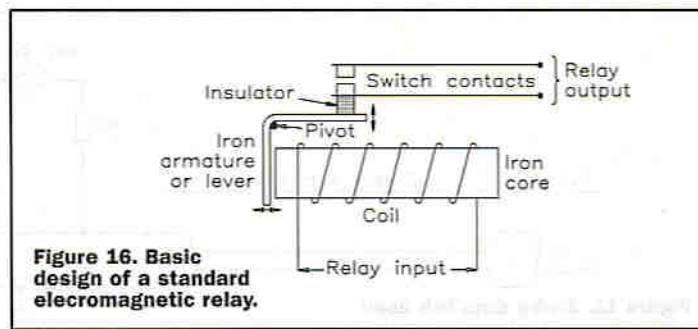 Switch contacts
Relay
output
Insulator
Pivot
Iron
armature
or lever
Iron
core
Coil
Relay input
Figure 16. Basic
design of a standard
elecromagnetic relay.